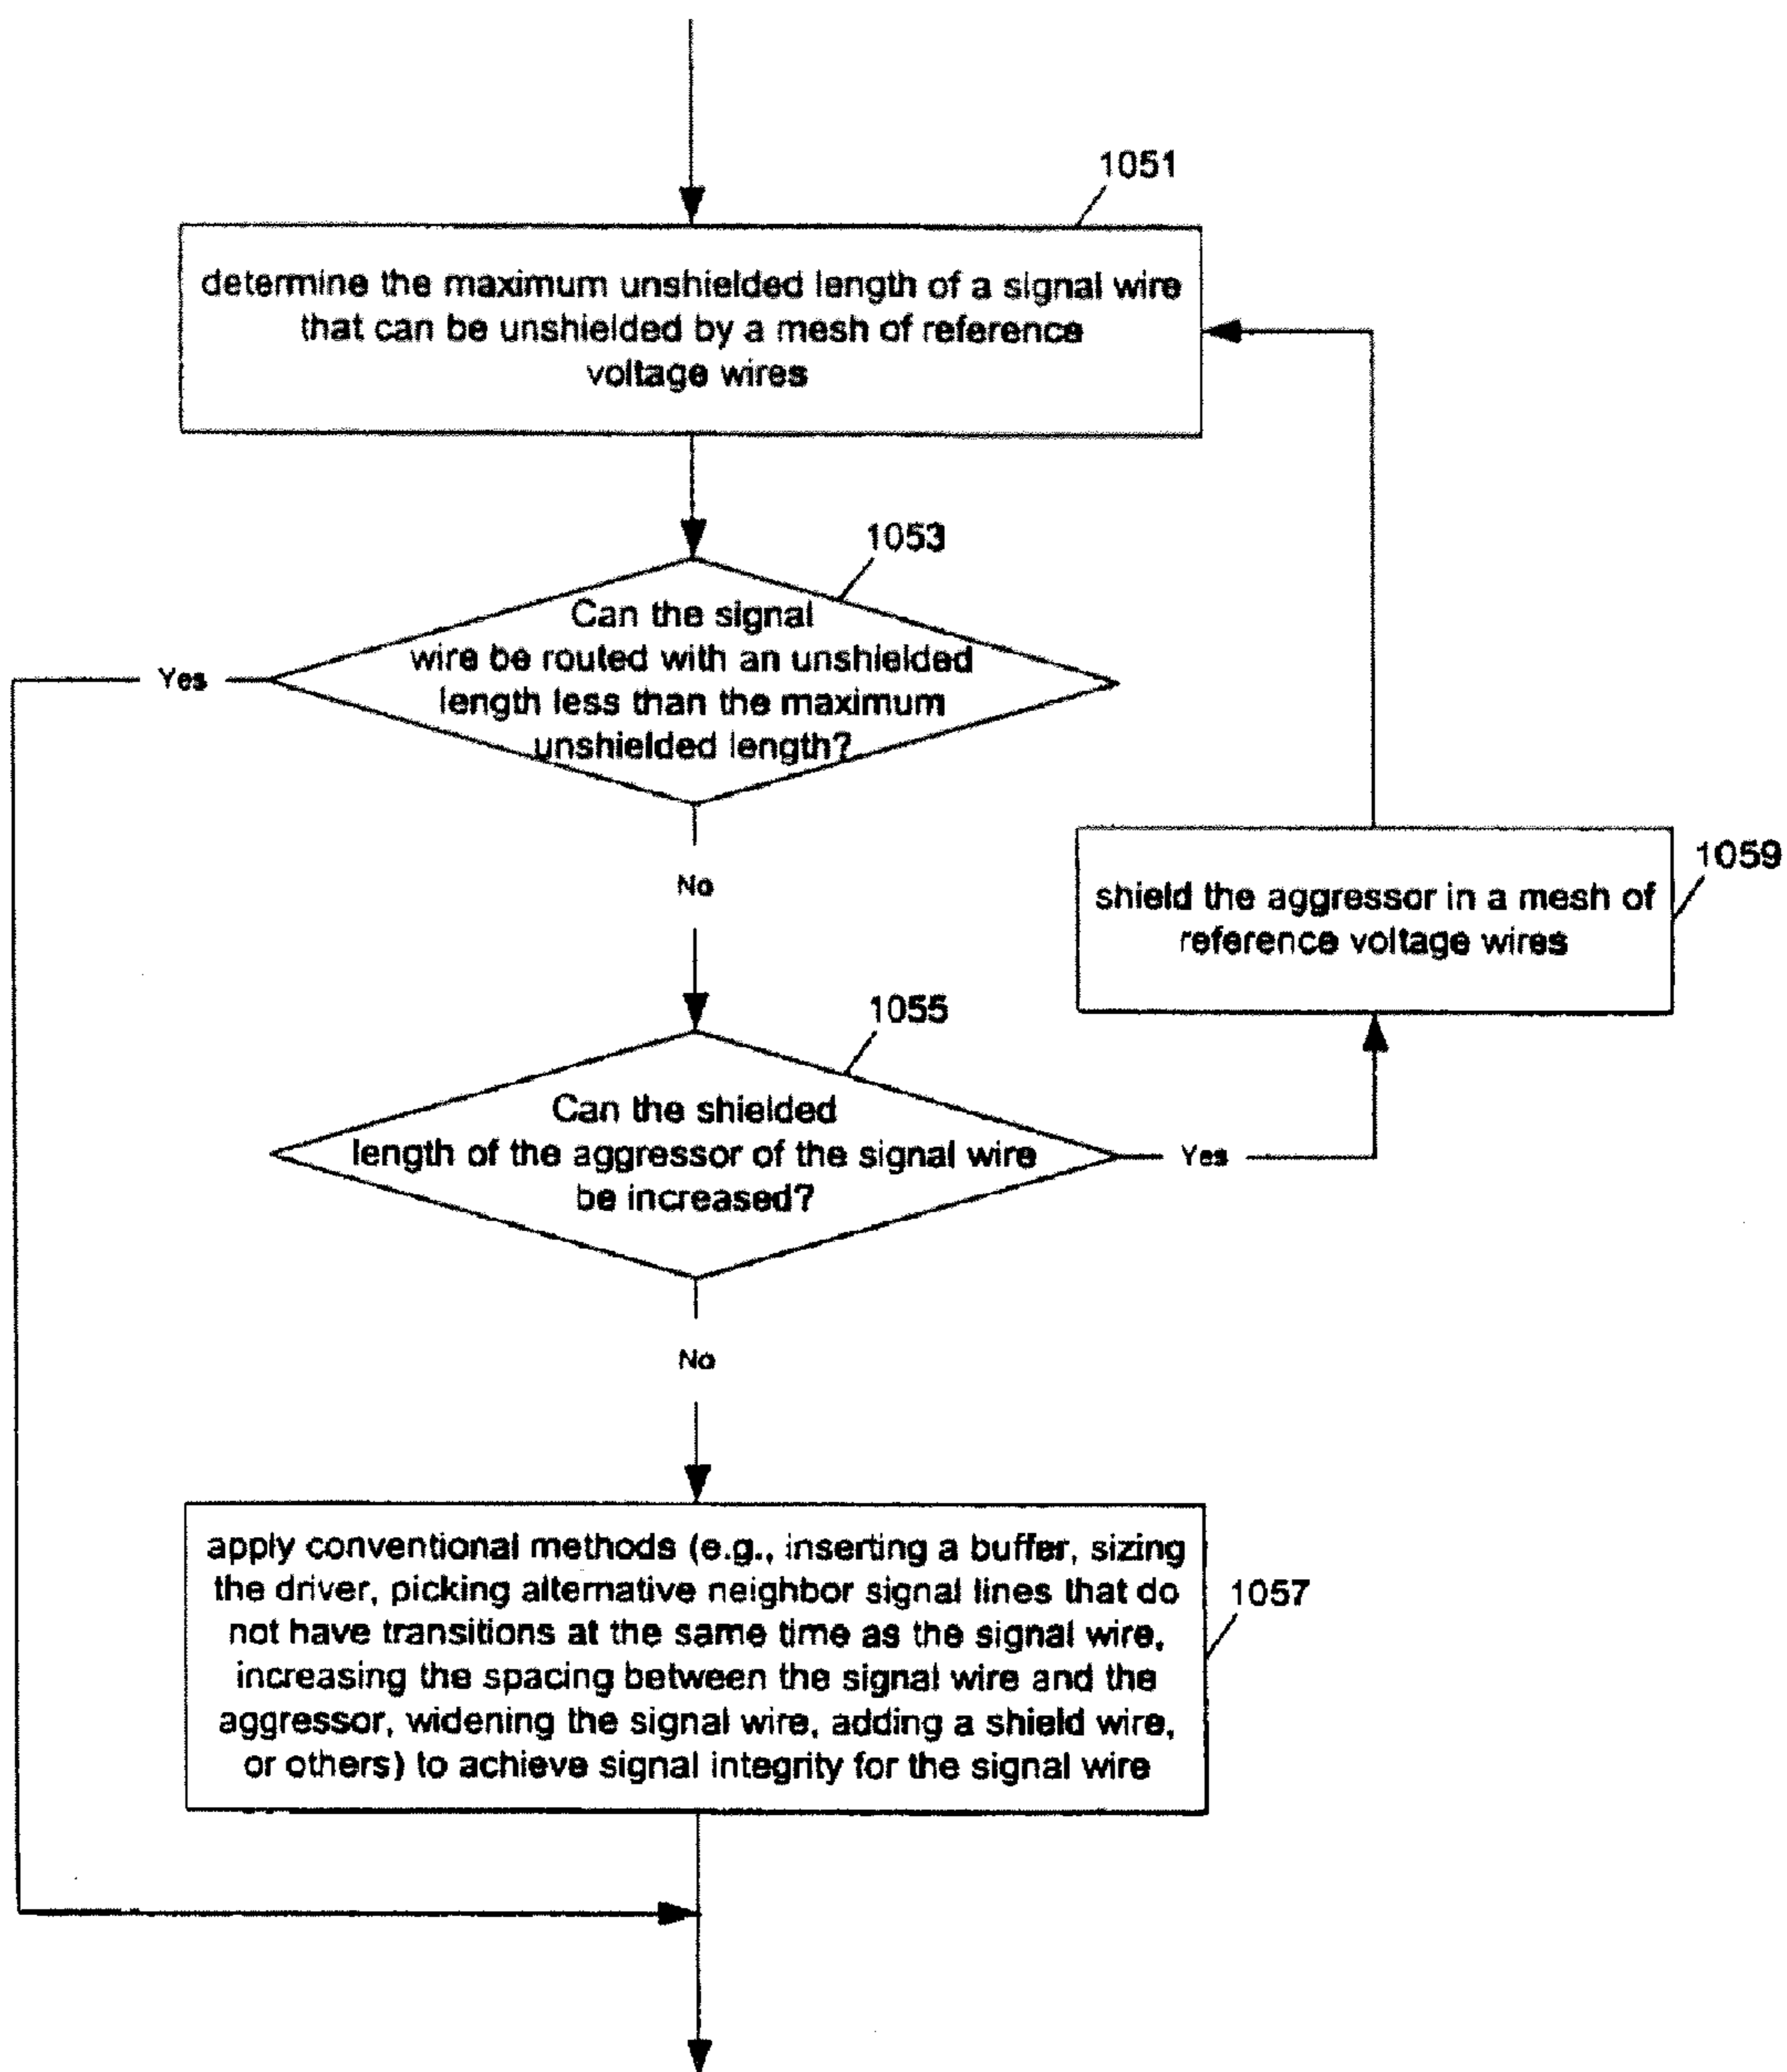 1051
determine the maximum unshielded length of a signal wire
that can be unshielded by a mesh of reference
voltage wires
1053
Can the signal
wire be routed with an unshielded
length less than the maximum
unshielded length?
Yes
No
1059
shield the aggressor in a mesh of
reference voltage wires
1055
Can the shielded
length of the aggressor of the signal wire
be increased?
Yes
No
apply conventional methods (e.g., inserting a buffer, sizing
the driver, picking alternative neighbor signal lines that do
not have transitions at the same time as the signal wire,
increasing the spacing between the signal wire and the
aggressor, widening the signal wire, adding a shield wire,
or others) to achieve signal integrity for the signal wire
1057